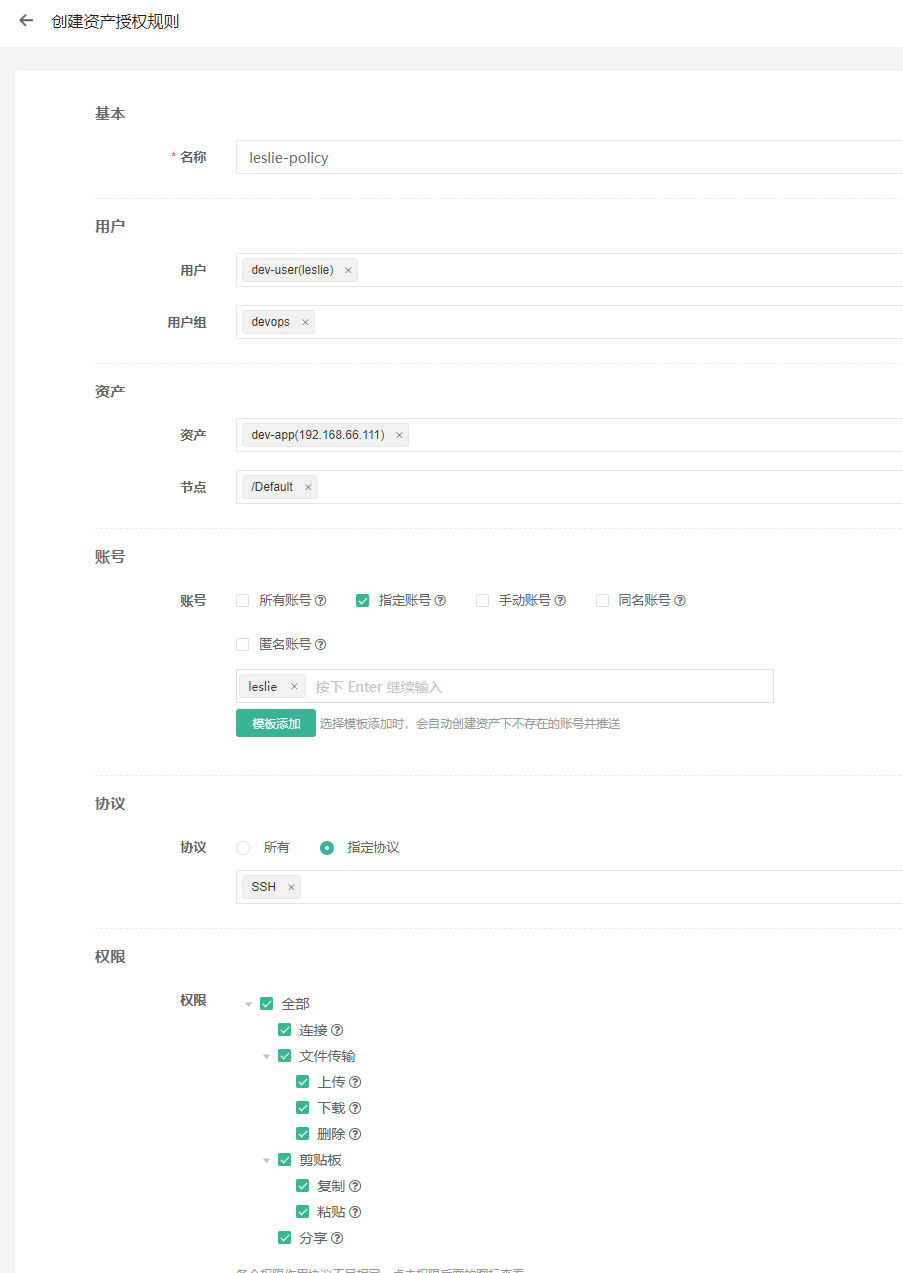 创建资产授权规则
基本
* 名称 leslie-policy
用户
用户 dev-user(leslie) ×
用户组 devops ×
资产
资产 dev-app(192.168.66.111) ×
节点 /Default ×
账号
账号 所有账号 指定账号 手动账号 同名账号
匿名账号
leslie × 按下 Enter 继续输入
模板添加 选择模板添加时，会自动创建资产下不存在的账号并推送
协议
协议 所有 指定协议
SSH ×
权限
权限 全部
连接
文件传输
上传
下载
删除
剪贴板
复制
粘贴
分享